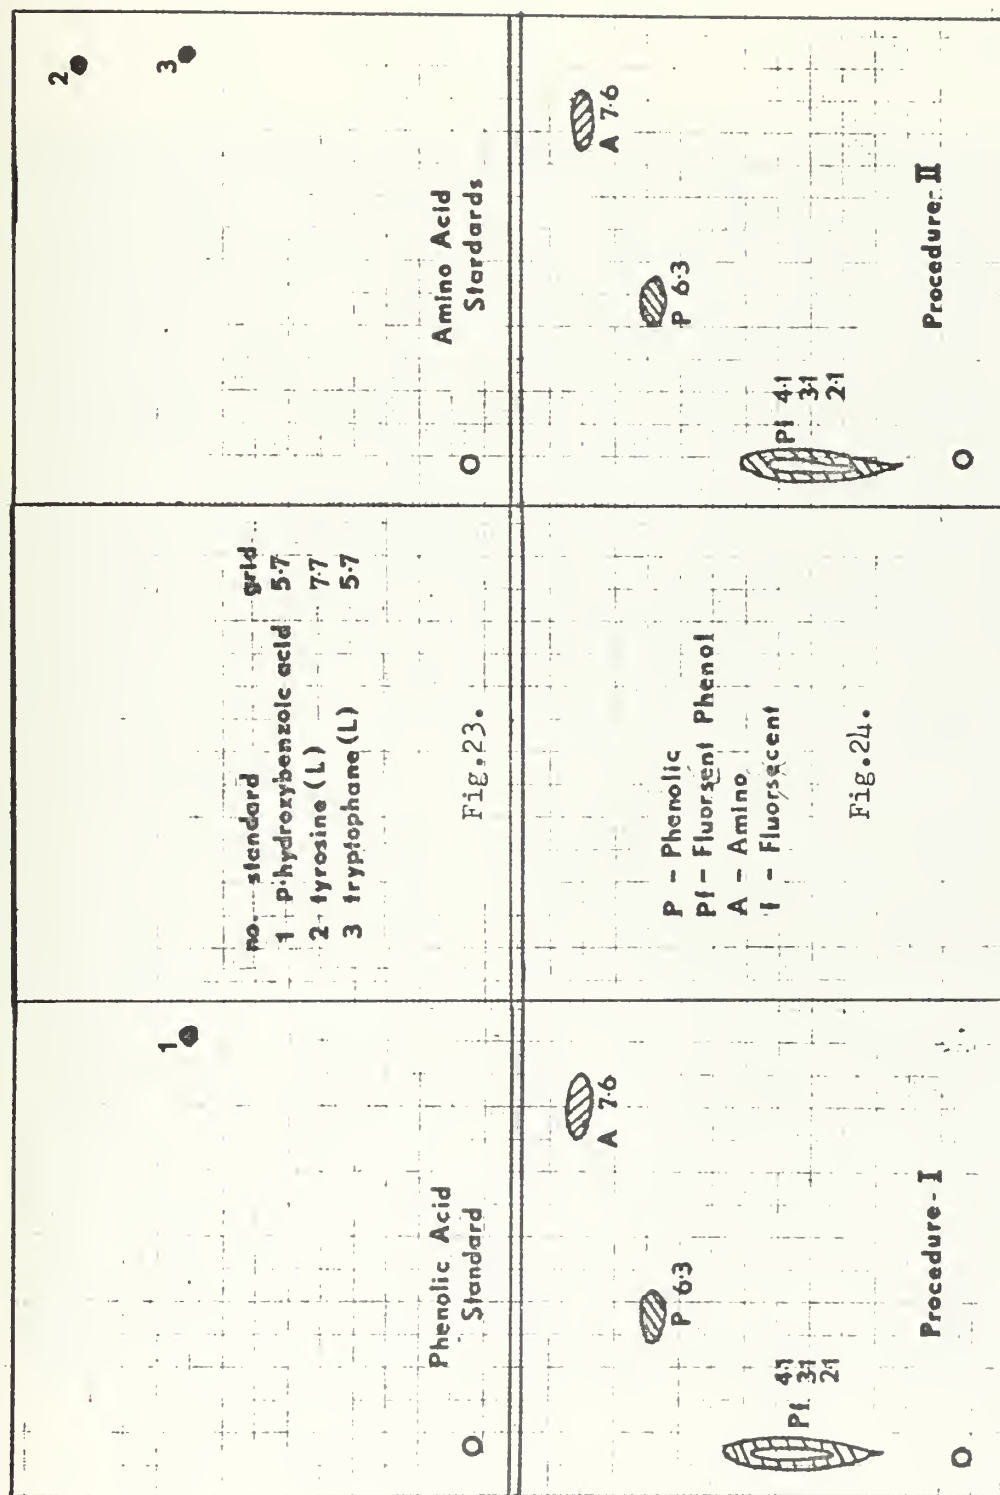 1
Phenolic Acid
Standard
O
no. standard grid
1 p·hydroxybenzoic acid 5·7
2 tyrosine (L) 7·7
3 tryptophane (L) 5·7
Fig.23.
2
3
Amino Acid
Stardards
O
A 7·6
P 6·3
Pf 4·1
3·1
2·1
Procedure-I
O
P - Phenolic
Pf - Fluorsent Phenol
A - Amino
f - Fluorsecent
Fig.24.
A 7·6
P 6·3
Pf 4·1
3·1
2·1
Procedure-II
O